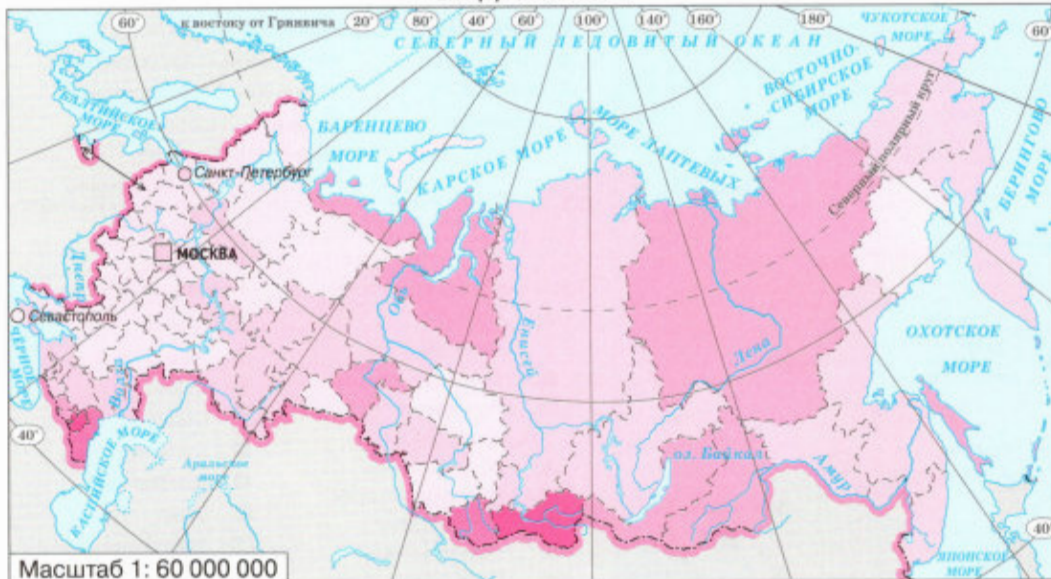 к востоку от Гринвича
60°
20°
80°
40°
60°
100°
140°
160°
180°
ЧУКОТСКОЕ
МОРЕ
60°
СЕВЕРНЫЙ ЛЕДОВИТЫЙ ОКЕАН
ВОСТОЧНО-
СИБИРСКОЕ
МОРЕ
БАЛТИЙСКОЕ
МОРЕ
БАРЕНЦЕВО
МОРЕ
КАРСКОЕ МОРЕ
МОРЕ ЛАПТЕВЫХ
Северный полярный круг
БЕРИНГОВО
МОРЕ
Санкт-Петербург
МОСКВА
Днепр
Обь
Енисей
Лена
Севастополь
ЧЕРНОЕ
МОРЕ
Волга
ОХОТСКОЕ
МОРЕ
40°
КАСПИЙСКОЕ МОРЕ
Аральское
море
оз. Байкал
Амур
40°
ЯПОНСКОЕ
МОРЕ
Масштаб 1: 60 000 000